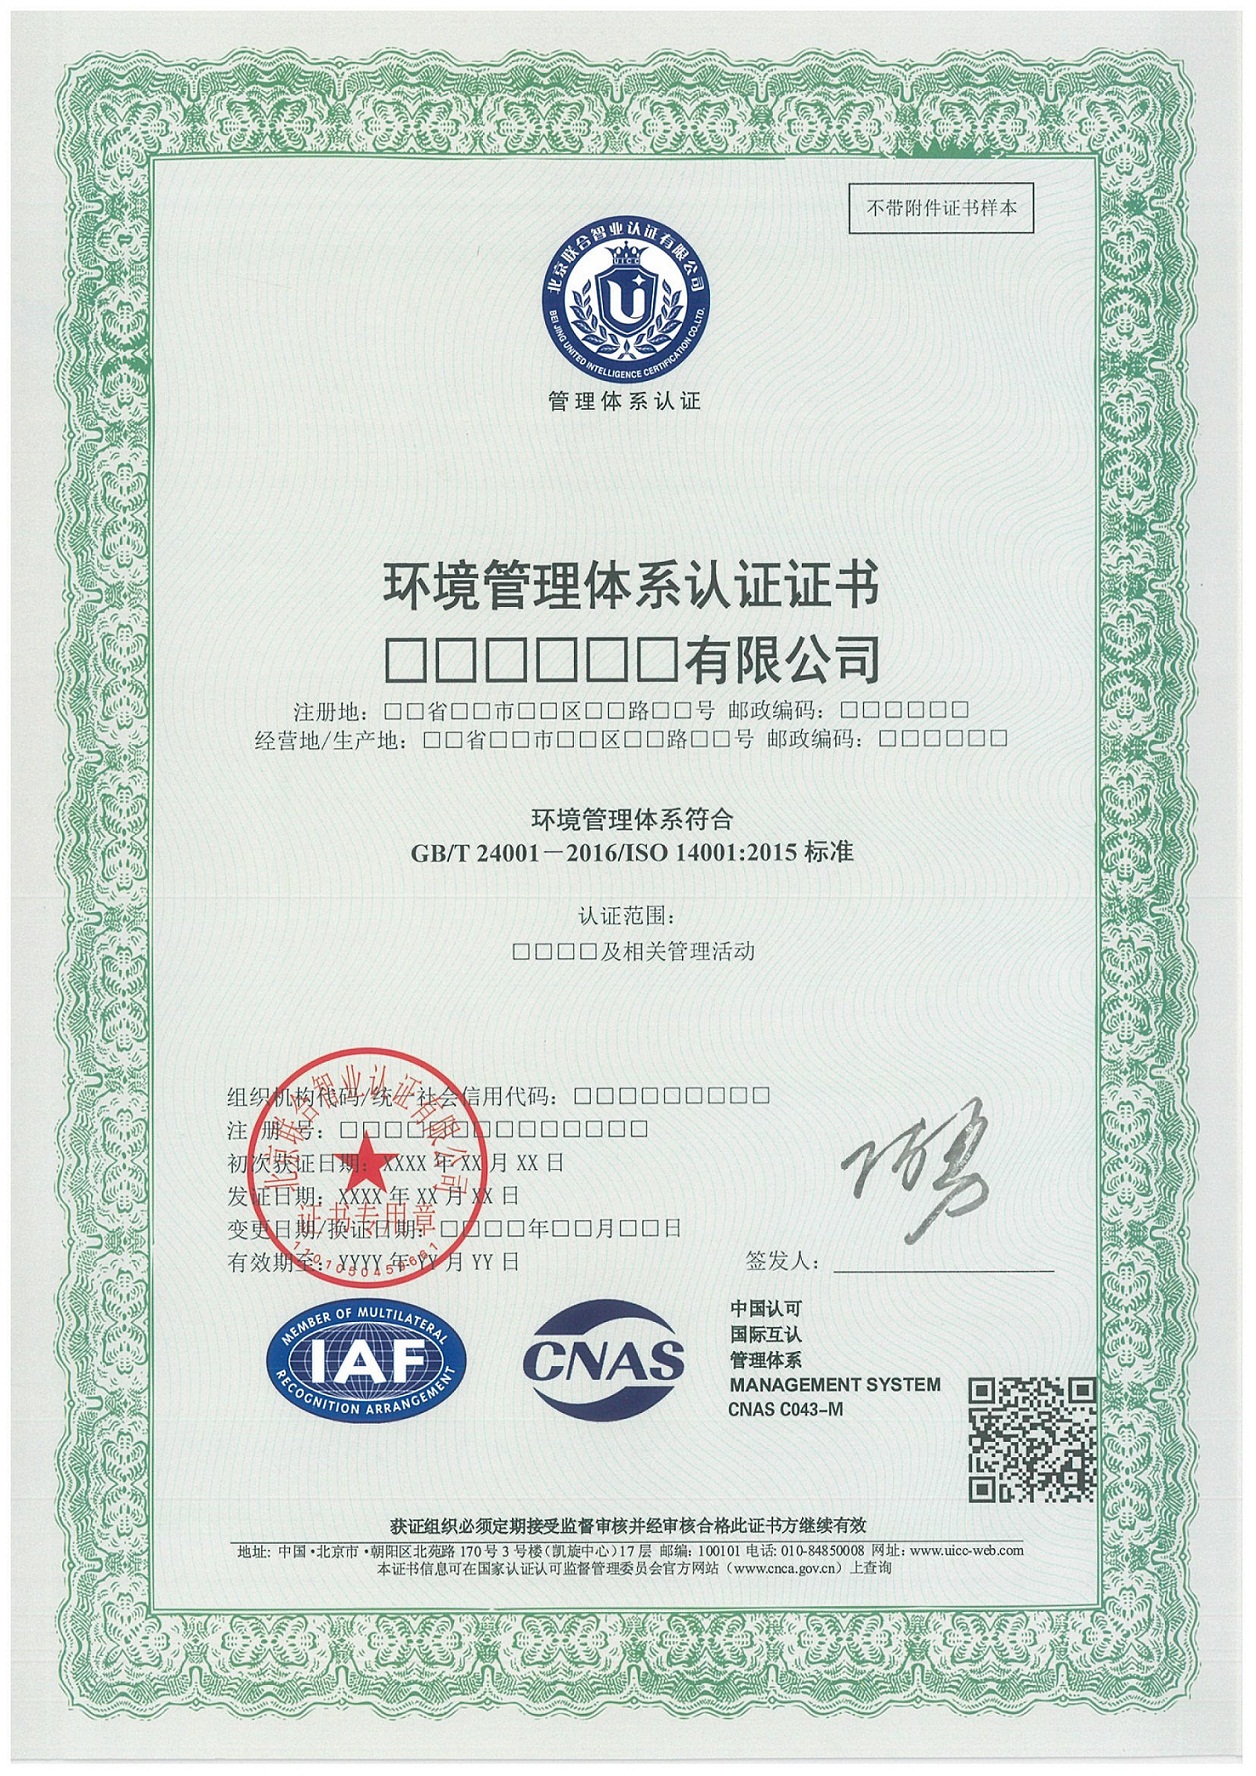 不带附件证书样本
北京联合智业认证有限公司
UICC
BEI JING UNITED INTELLIGENCE CERTIFICATION CO.,LTD.
管理体系认证
环境管理体系认证证书
□□□□□□有限公司
注册地：□□省□□市□□区□□路□□号 邮政编码：□□□□□□
经营地/生产地：□□省□□市□□区□□路□□号 邮政编码：□□□□□□
环境管理体系符合
GB/T 24001－2016/ISO 14001:2015 标准
认证范围：
□□□□及相关管理活动
北京联合智业认证有限公司
证书专用章
组织机构代码/统一社会信用代码：□□□□□□□□□
注 册 号：□□□□□□□□□□□□□□
初次获证日期：XXXX 年 XX 月 XX 日
发证日期：XXXX 年 XX 月 XX 日
变更日期/换证日期：□□□□年□□月□□日
有效期至：YYYY 年 YY 月 YY 日
签发人：
MEMBER OF MULTILATERAL
IAF
RECOGNITION ARRANGEMENT
CNAS
中国认可
国际互认
管理体系
MANAGEMENT SYSTEM
CNAS C043-M
获证组织必须定期接受监督审核并经审核合格此证书方继续有效
地址：中国·北京市·朝阳区北苑路 170 号 3 号楼（凯旋中心）17 层 邮编：100101 电话：010-84850008 网址：www.uicc-web.com
本证书信息可在国家认证认可监督管理委员会官方网站（www.cnca.gov.cn）上查询